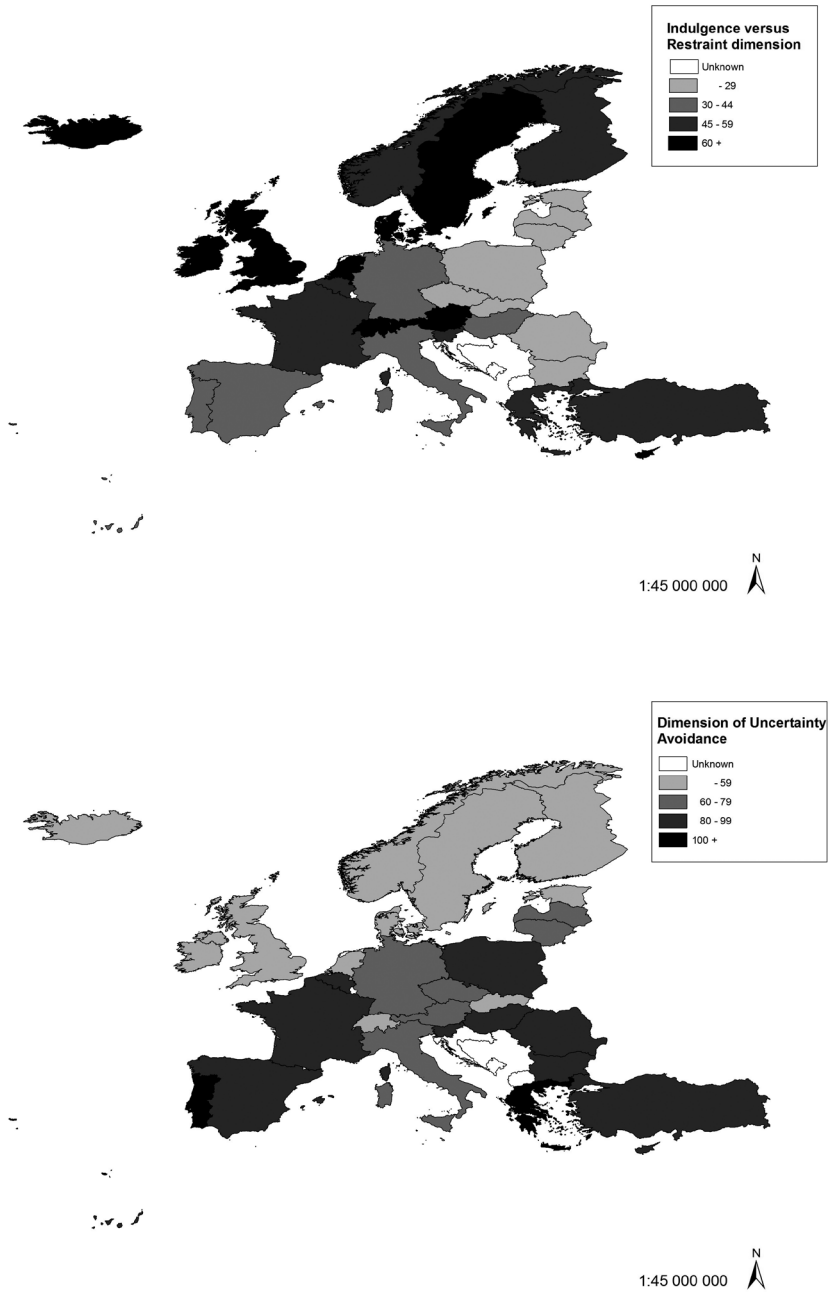 Indulgence versus
Restraint dimension
Unknown
- 29
30 - 44
45 - 59
60 +
N
1:45 000 000
Dimension of Uncertainty
Avoidance
Unknown
- 59
60 - 79
80 - 99
100 +
N
1:45 000 000